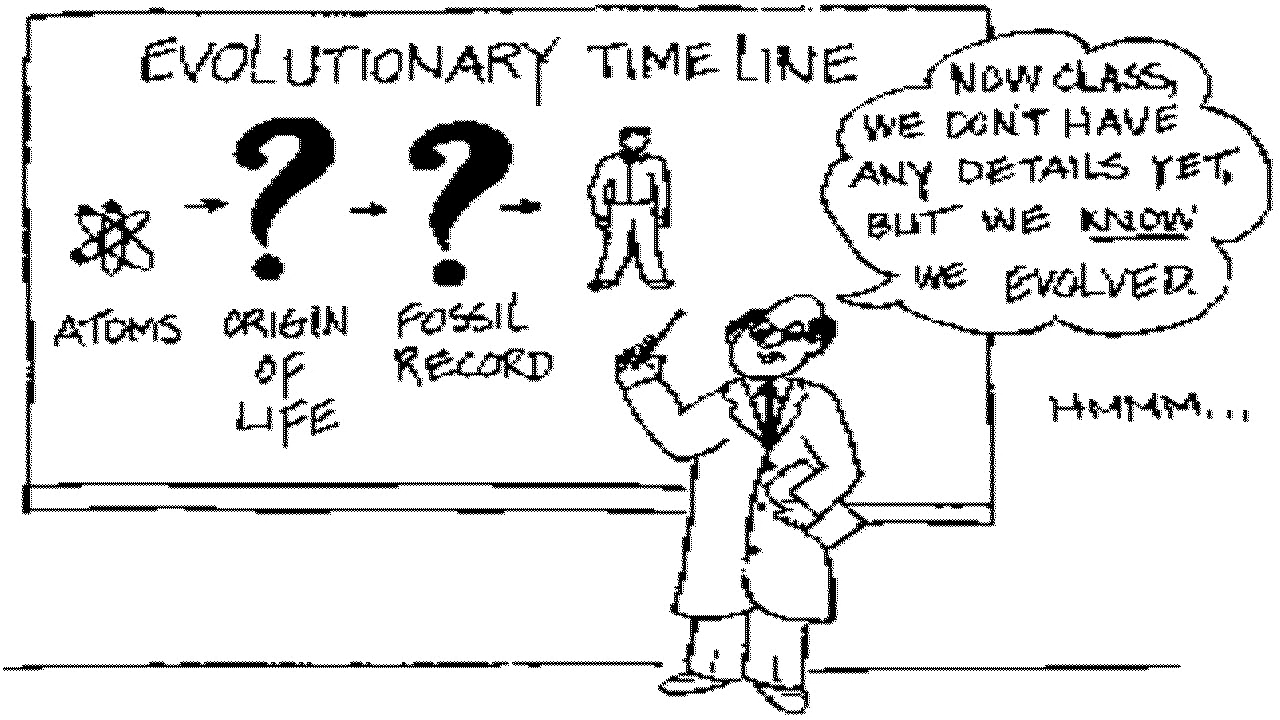 EVOLUTIONARY TIME LINE
NOW CLASS,
WE DON'T HAVE
ANY DETAILS YET,
BUT WE KNOW
WE EVOLVED.
?
?
ATOMS
ORIGIN
OF
LIFE
FOSSIL
RECORD
HMMM...